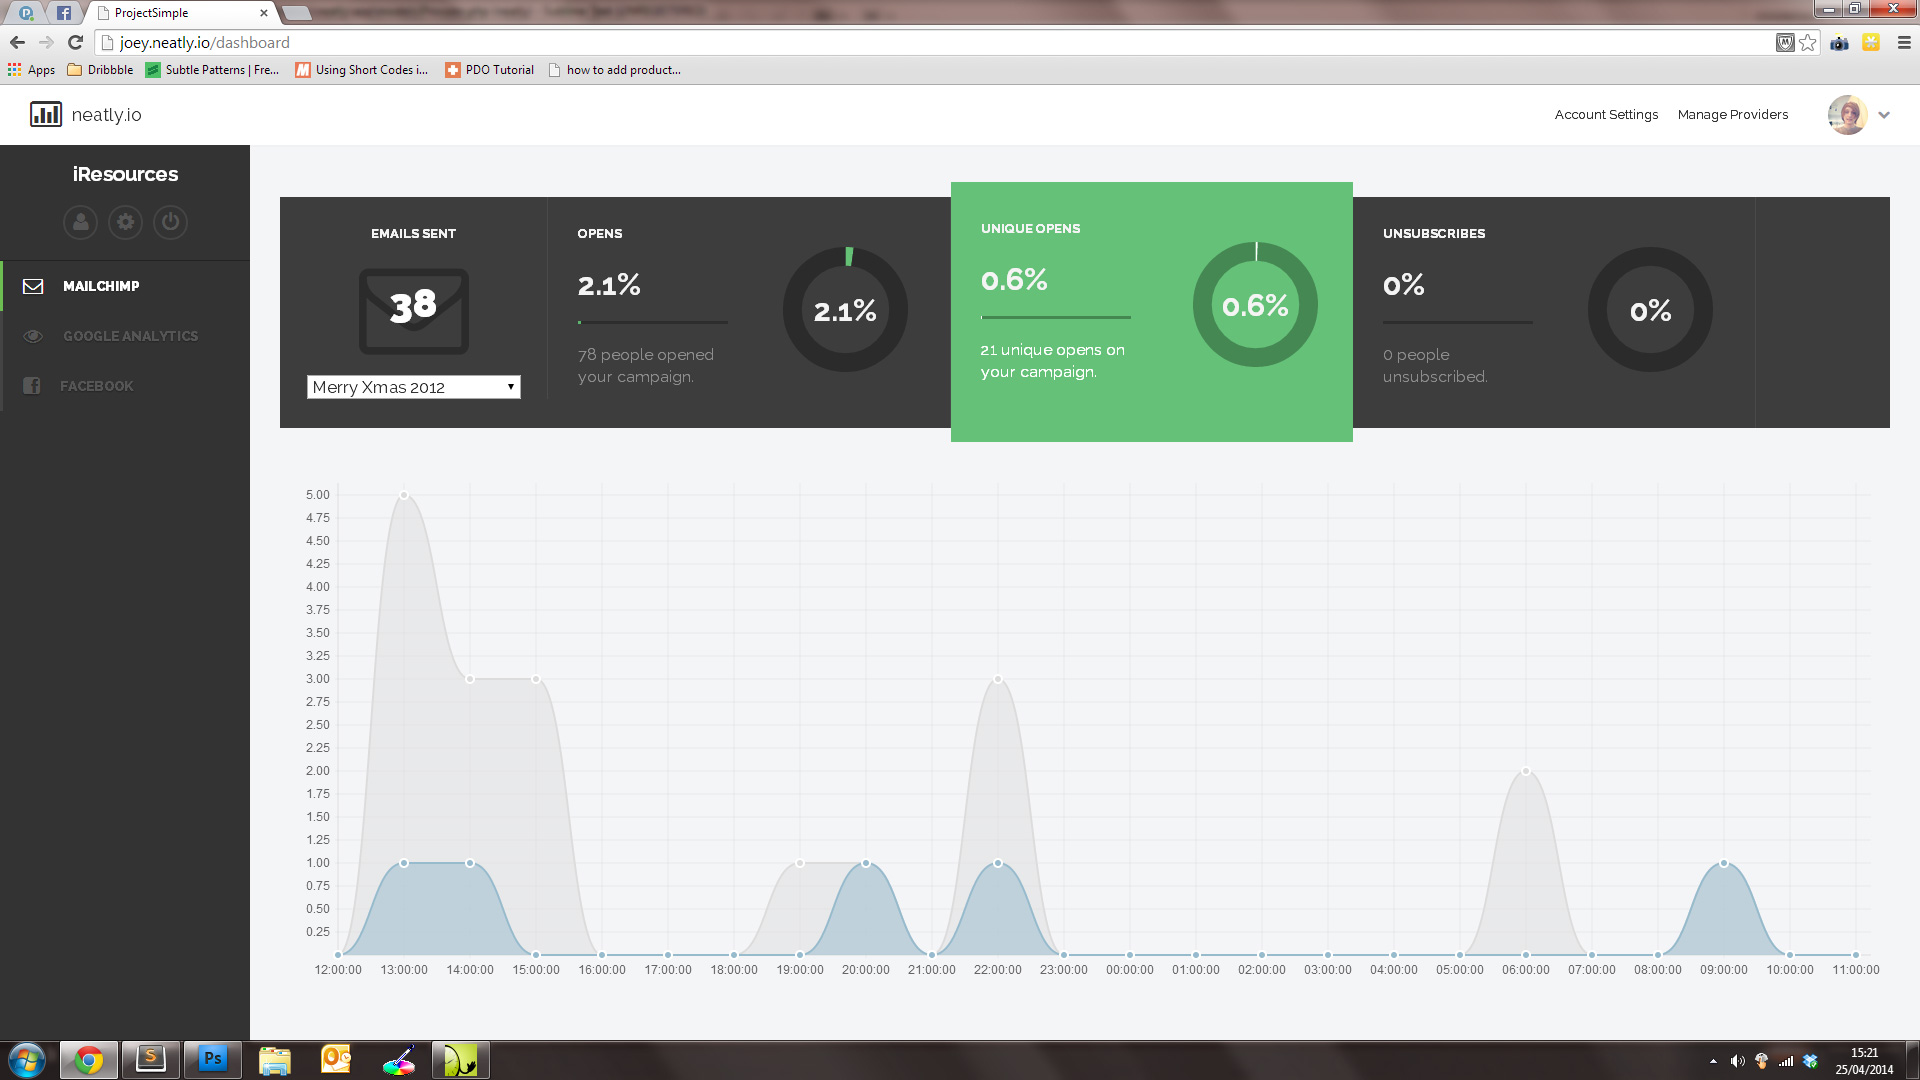 ProjectSimple
joey.neatly.io/dashboard
Apps Dribbble Subtle Patterns | Fre... Using Short Codes i... PDO Tutorial how to add product...
neatly.io
Account Settings Manage Providers
iResources
MAILCHIMP
GOOGLE ANALYTICS
FACEBOOK
EMAILS SENT
38
Merry Xmas 2012
OPENS
2.1%
2.1%
78 people opened
your campaign.
UNIQUE OPENS
0.6%
0.6%
21 unique opens on
your campaign.
UNSUBSCRIBES
0%
0%
0 people
unsubscribed.
5.00
4.75
4.50
4.25
4.00
3.75
3.50
3.25
3.00
2.75
2.50
2.25
2.00
1.75
1.50
1.25
1.00
0.75
0.50
0.25
12:00:00 13:00:00 14:00:00 15:00:00 16:00:00 17:00:00 18:00:00 19:00:00 20:00:00 21:00:00 22:00:00 23:00:00 00:00:00 01:00:00 02:00:00 03:00:00 04:00:00 05:00:00 06:00:00 07:00:00 08:00:00 09:00:00 10:00:00 11:00:00
S
Ps
15:21
25/04/2014